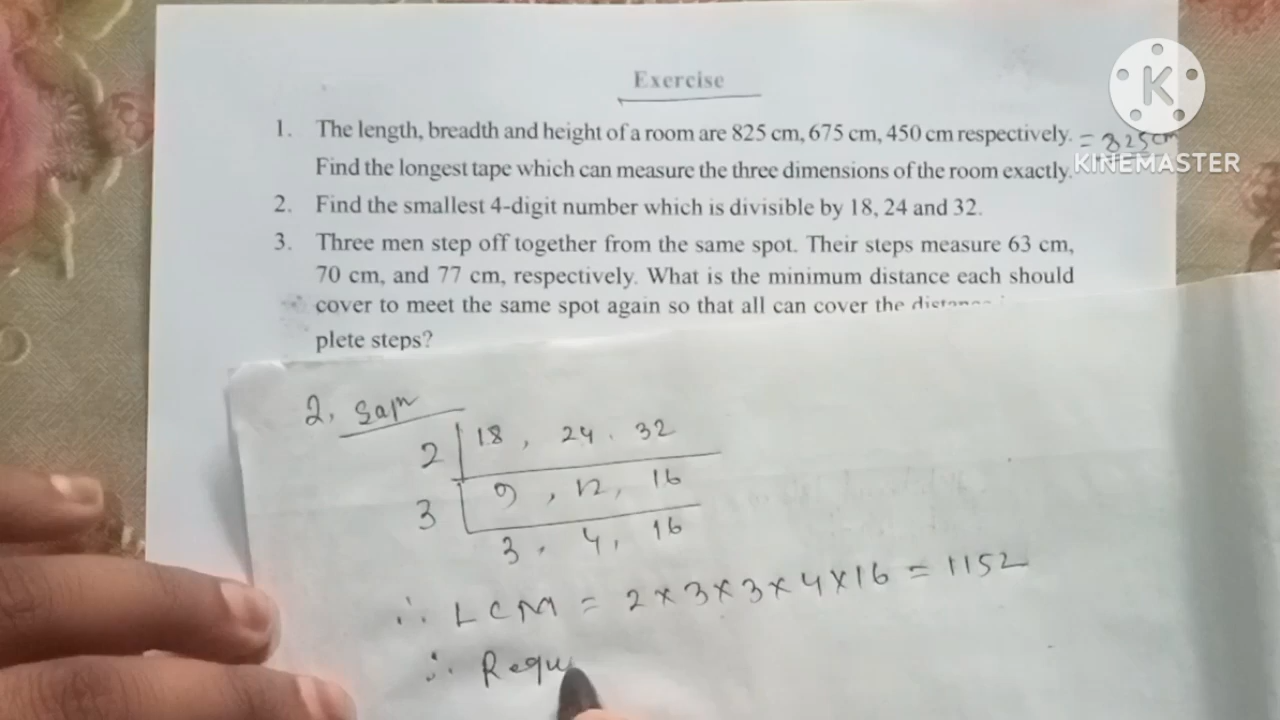 Exercise
1. The length, breadth and height of a room are 825 cm, 675 cm, 450 cm respectively. = 825cm
Find the longest tape which can measure the three dimensions of the room exactly.
KINEMASTER
2. Find the smallest 4-digit number which is divisible by 18, 24 and 32.
3. Three men step off together from the same spot. Their steps measure 63 cm,
70 cm, and 77 cm, respectively. What is the minimum distance each should
cover to meet the same spot again so that all can cover the distance
plete steps?
2.
2 18, 24, 32
3 9, 12, 16
3, 4, 16
∴ LCM = 2×3×3×4×16 = 1152
∴ Requ